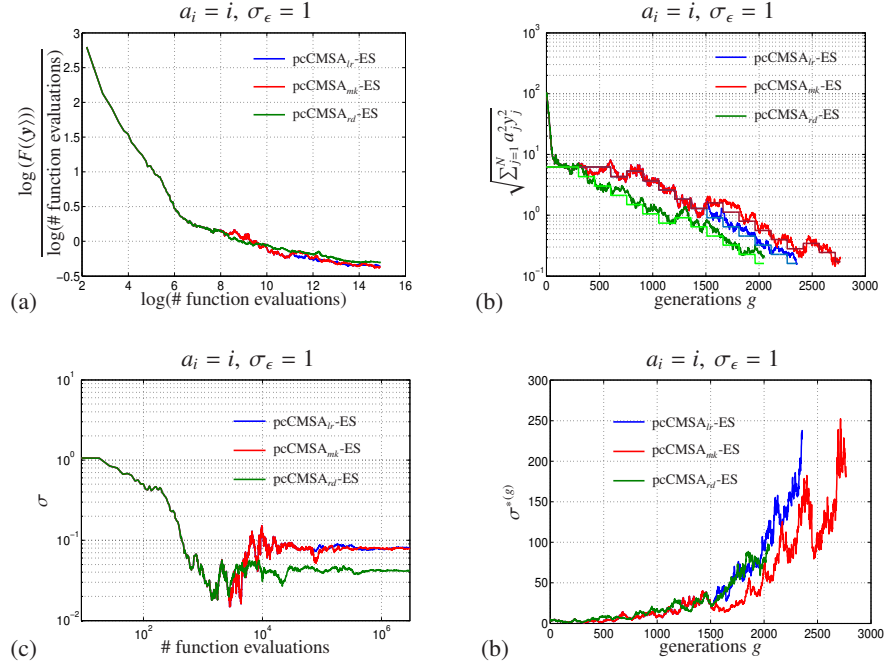 a_i = i, σ_ϵ = 1
log (F(⟨y⟩))
log(# function evaluations)
3
2.5
2
1.5
1
0.5
0
−0.5
pcCMSA_lr-ES
pcCMSA_mk-ES
pcCMSA_rd-ES
2 4 6 8 10 12 14 16
log(# function evaluations)
(a)
a_i = i, σ_ϵ = 1
√∑_{j=1}^N a_j^2 y_j^2
10^3
10^2
10^1
10^0
10^−1
pcCMSA_lr-ES
pcCMSA_mk-ES
pcCMSA_rd-ES
0 500 1000 1500 2000 2500 3000
generations g
(b)
a_i = i, σ_ϵ = 1
σ
10^1
10^0
10^−1
10^−2
pcCMSA_lr-ES
pcCMSA_mk-ES
pcCMSA_rd-ES
10^2 10^4 10^6
# function evaluations
(c)
a_i = i, σ_ϵ = 1
σ^*(g)
300
250
200
150
100
50
0
pcCMSA_lr-ES
pcCMSA_mk-ES
pcCMSA_rd-ES
0 500 1000 1500 2000 2500 3000
generations g
(b)